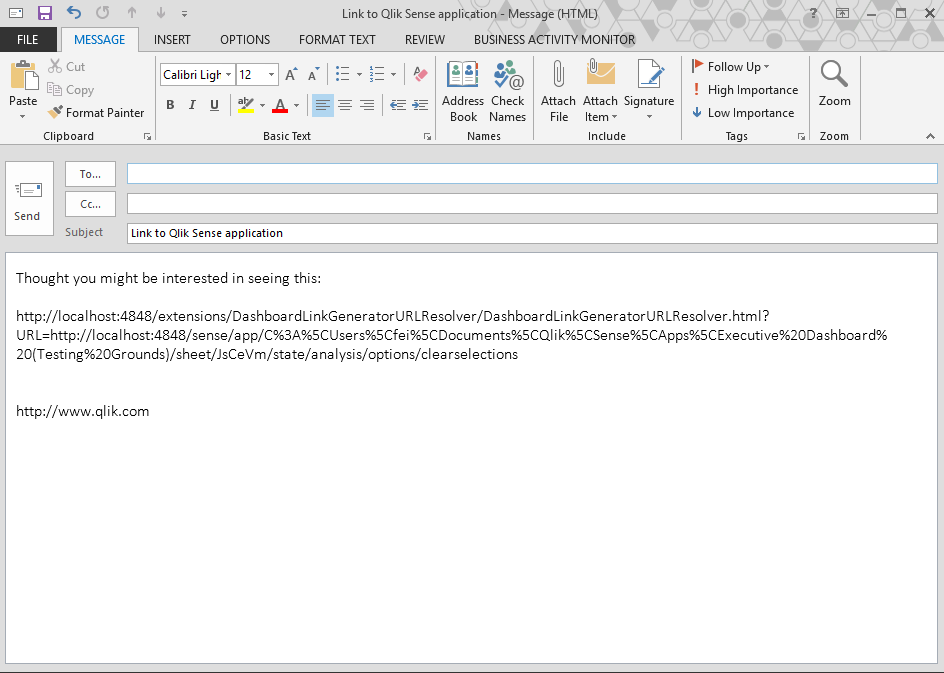 Link to Qlik Sense application - Message (HTML)
?
FILE
MESSAGE
INSERT
OPTIONS
FORMAT TEXT
REVIEW
BUSINESS ACTIVITY MONITOR
Paste
Cut
Copy
Format Painter
Clipboard
Calibri Ligh
12
A
A
B
I
U
ab
A
Basic Text
Address
Book
Check
Names
Names
Attach
File
Attach
Item
Signature
Include
Follow Up
High Importance
Low Importance
Tags
Zoom
Zoom
Send
To...
Cc...
Subject
Link to Qlik Sense application
Thought you might be interested in seeing this:
http://localhost:4848/extensions/DashboardLinkGeneratorURLResolver/DashboardLinkGeneratorURLResolver.html?
URL=http://localhost:4848/sense/app/C%3A%5CUsers%5Cfei%5CDocuments%5CQlik%5CSense%5CApps%5CExecutive%20Dashboard%
20(Testing%20Grounds)/sheet/JsCeVm/state/analysis/options/clearselections
http://www.qlik.com